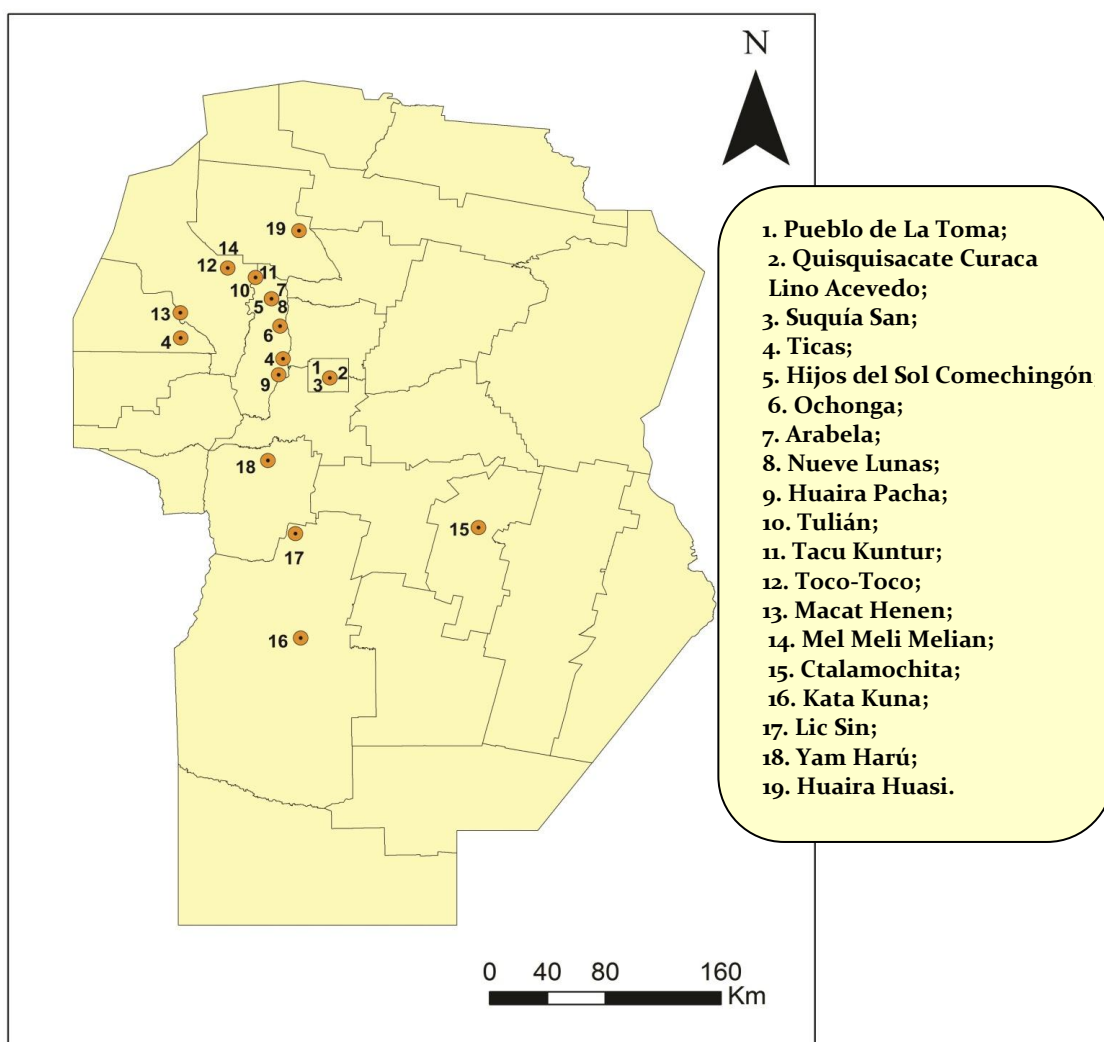 N
19
14
12
11
10
7
5
8
13
6
4
4
1
2
9
3
18
15
17
16
0 40 80 160
Km
1. Pueblo de La Toma;
2. Quisquisacate Curaca
Lino Acevedo;
3. Suquía San;
4. Ticas;
5. Hijos del Sol Comechingón
6. Ochonga;
7. Arabela;
8. Nueve Lunas;
9. Huaira Pacha;
10. Tulián;
11. Tacu Kuntur;
12. Toco-Toco;
13. Macat Henen;
14. Mel Meli Melian;
15. Ctalamochita;
16. Kata Kuna;
17. Lic Sin;
18. Yam Harú;
19. Huaira Huasi.